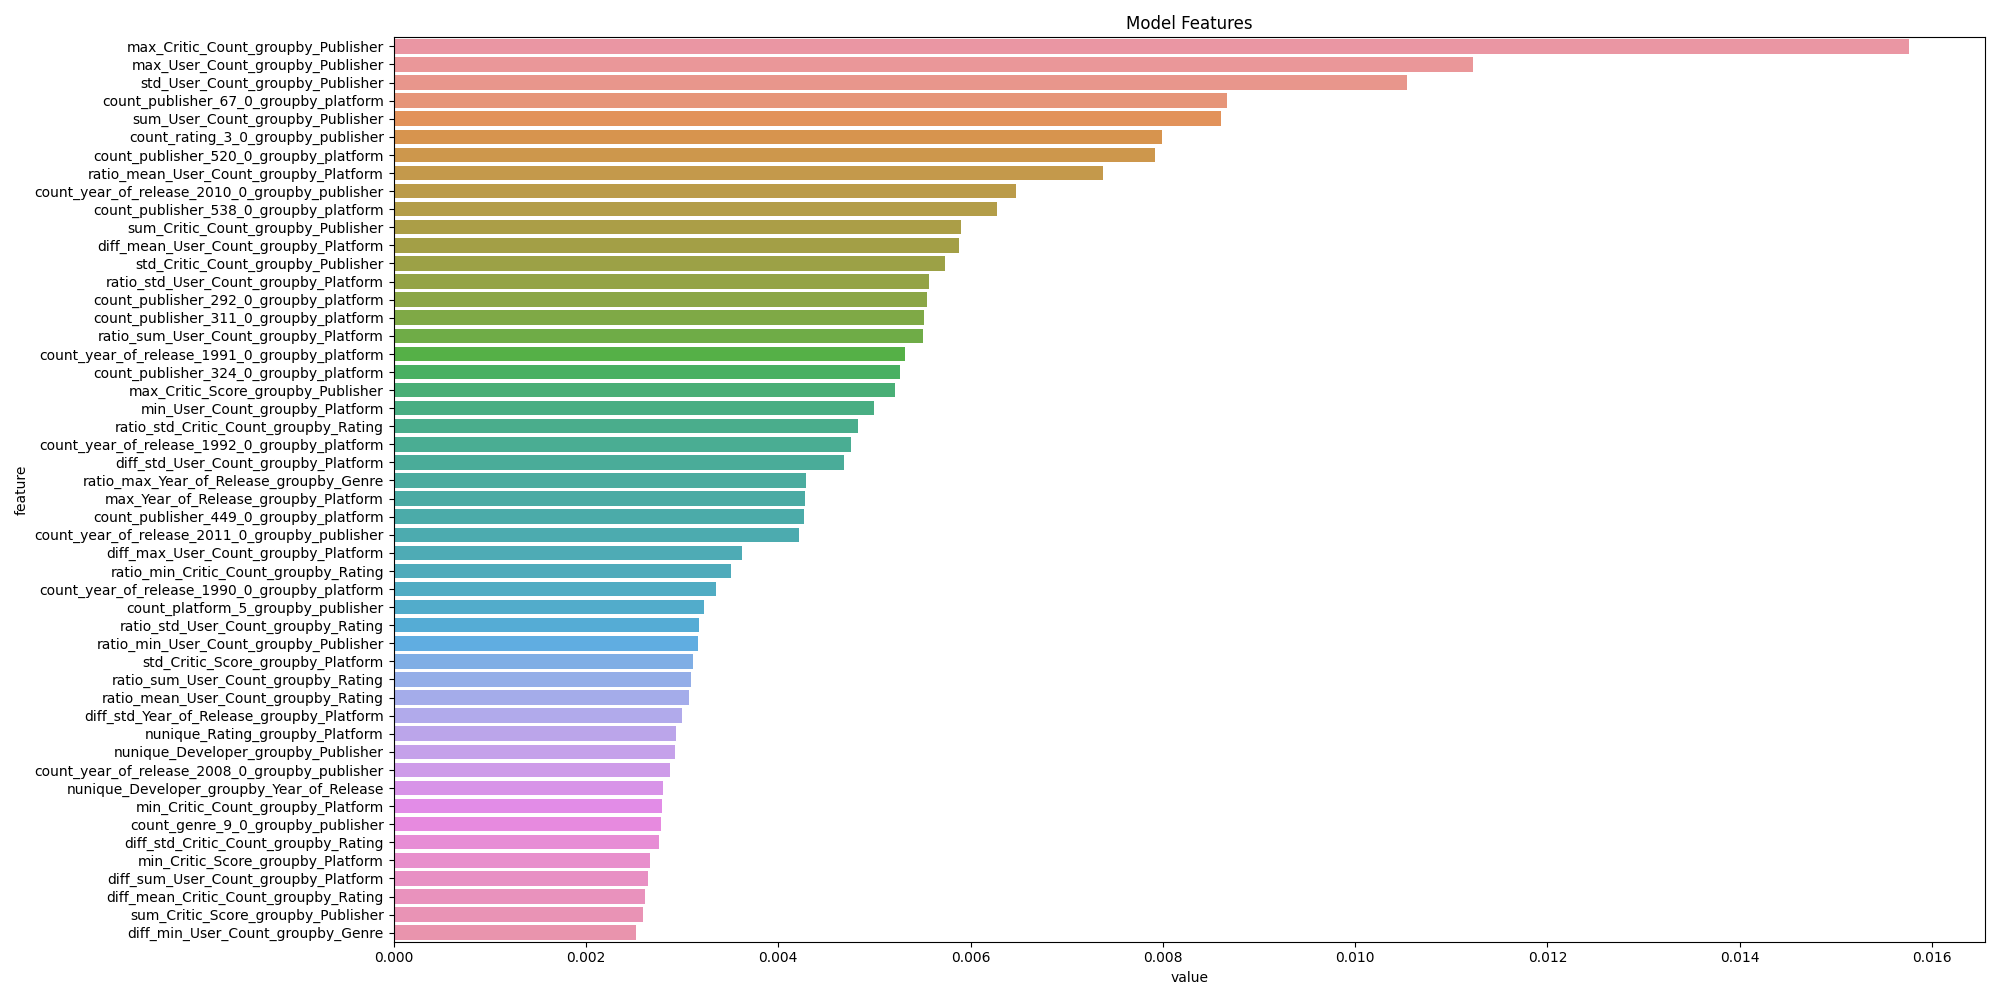 Model Features
max_Critic_Count_groupby_Publisher
max_User_Count_groupby_Publisher
std_User_Count_groupby_Publisher
count_publisher_67_0_groupby_platform
sum_User_Count_groupby_Publisher
count_rating_3_0_groupby_publisher
count_publisher_520_0_groupby_platform
ratio_mean_User_Count_groupby_Platform
count_year_of_release_2010_0_groupby_publisher
count_publisher_538_0_groupby_platform
sum_Critic_Count_groupby_Publisher
diff_mean_User_Count_groupby_Platform
std_Critic_Count_groupby_Publisher
ratio_std_User_Count_groupby_Platform
count_publisher_292_0_groupby_platform
count_publisher_311_0_groupby_platform
ratio_sum_User_Count_groupby_Platform
count_year_of_release_1991_0_groupby_platform
count_publisher_324_0_groupby_platform
max_Critic_Score_groupby_Publisher
min_User_Count_groupby_Platform
ratio_std_Critic_Count_groupby_Rating
count_year_of_release_1992_0_groupby_platform
diff_std_User_Count_groupby_Platform
ratio_max_Year_of_Release_groupby_Genre
max_Year_of_Release_groupby_Platform
count_publisher_449_0_groupby_platform
count_year_of_release_2011_0_groupby_publisher
diff_max_User_Count_groupby_Platform
ratio_min_Critic_Count_groupby_Rating
count_year_of_release_1990_0_groupby_platform
count_platform_5_groupby_publisher
ratio_std_User_Count_groupby_Rating
ratio_min_User_Count_groupby_Publisher
std_Critic_Score_groupby_Platform
ratio_sum_User_Count_groupby_Rating
ratio_mean_User_Count_groupby_Rating
diff_std_Year_of_Release_groupby_Platform
nunique_Rating_groupby_Platform
nunique_Developer_groupby_Publisher
count_year_of_release_2008_0_groupby_publisher
nunique_Developer_groupby_Year_of_Release
min_Critic_Count_groupby_Platform
count_genre_9_0_groupby_publisher
diff_std_Critic_Count_groupby_Rating
min_Critic_Score_groupby_Platform
diff_sum_User_Count_groupby_Platform
diff_mean_Critic_Count_groupby_Rating
sum_Critic_Score_groupby_Publisher
diff_min_User_Count_groupby_Genre
feature
0.000 0.002 0.004 0.006 0.008 0.010 0.012 0.014 0.016
value